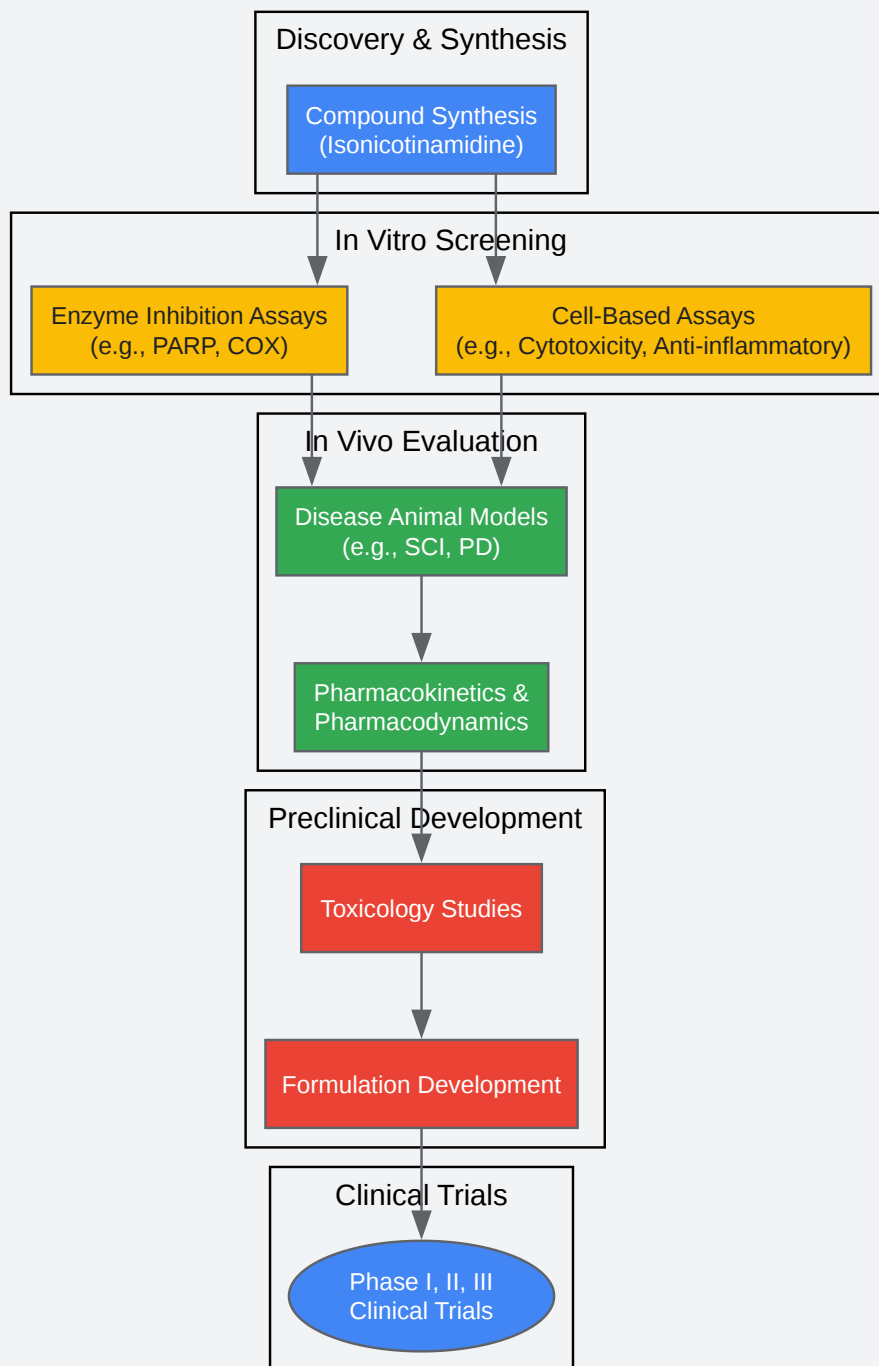 Discovery & Synthesis
Compound Synthesis
(Isonicotinamidine)
In Vitro Screening
Enzyme Inhibition Assays
(e.g., PARP, COX)
Cell-Based Assays
(e.g., Cytotoxicity, Anti-inflammatory)
In Vivo Evaluation
Disease Animal Models
(e.g., SCI, PD)
Pharmacokinetics &
Pharmacodynamics
Preclinical Development
Toxicology Studies
Formulation Development
Clinical Trials
Phase I, II, III
Clinical Trials